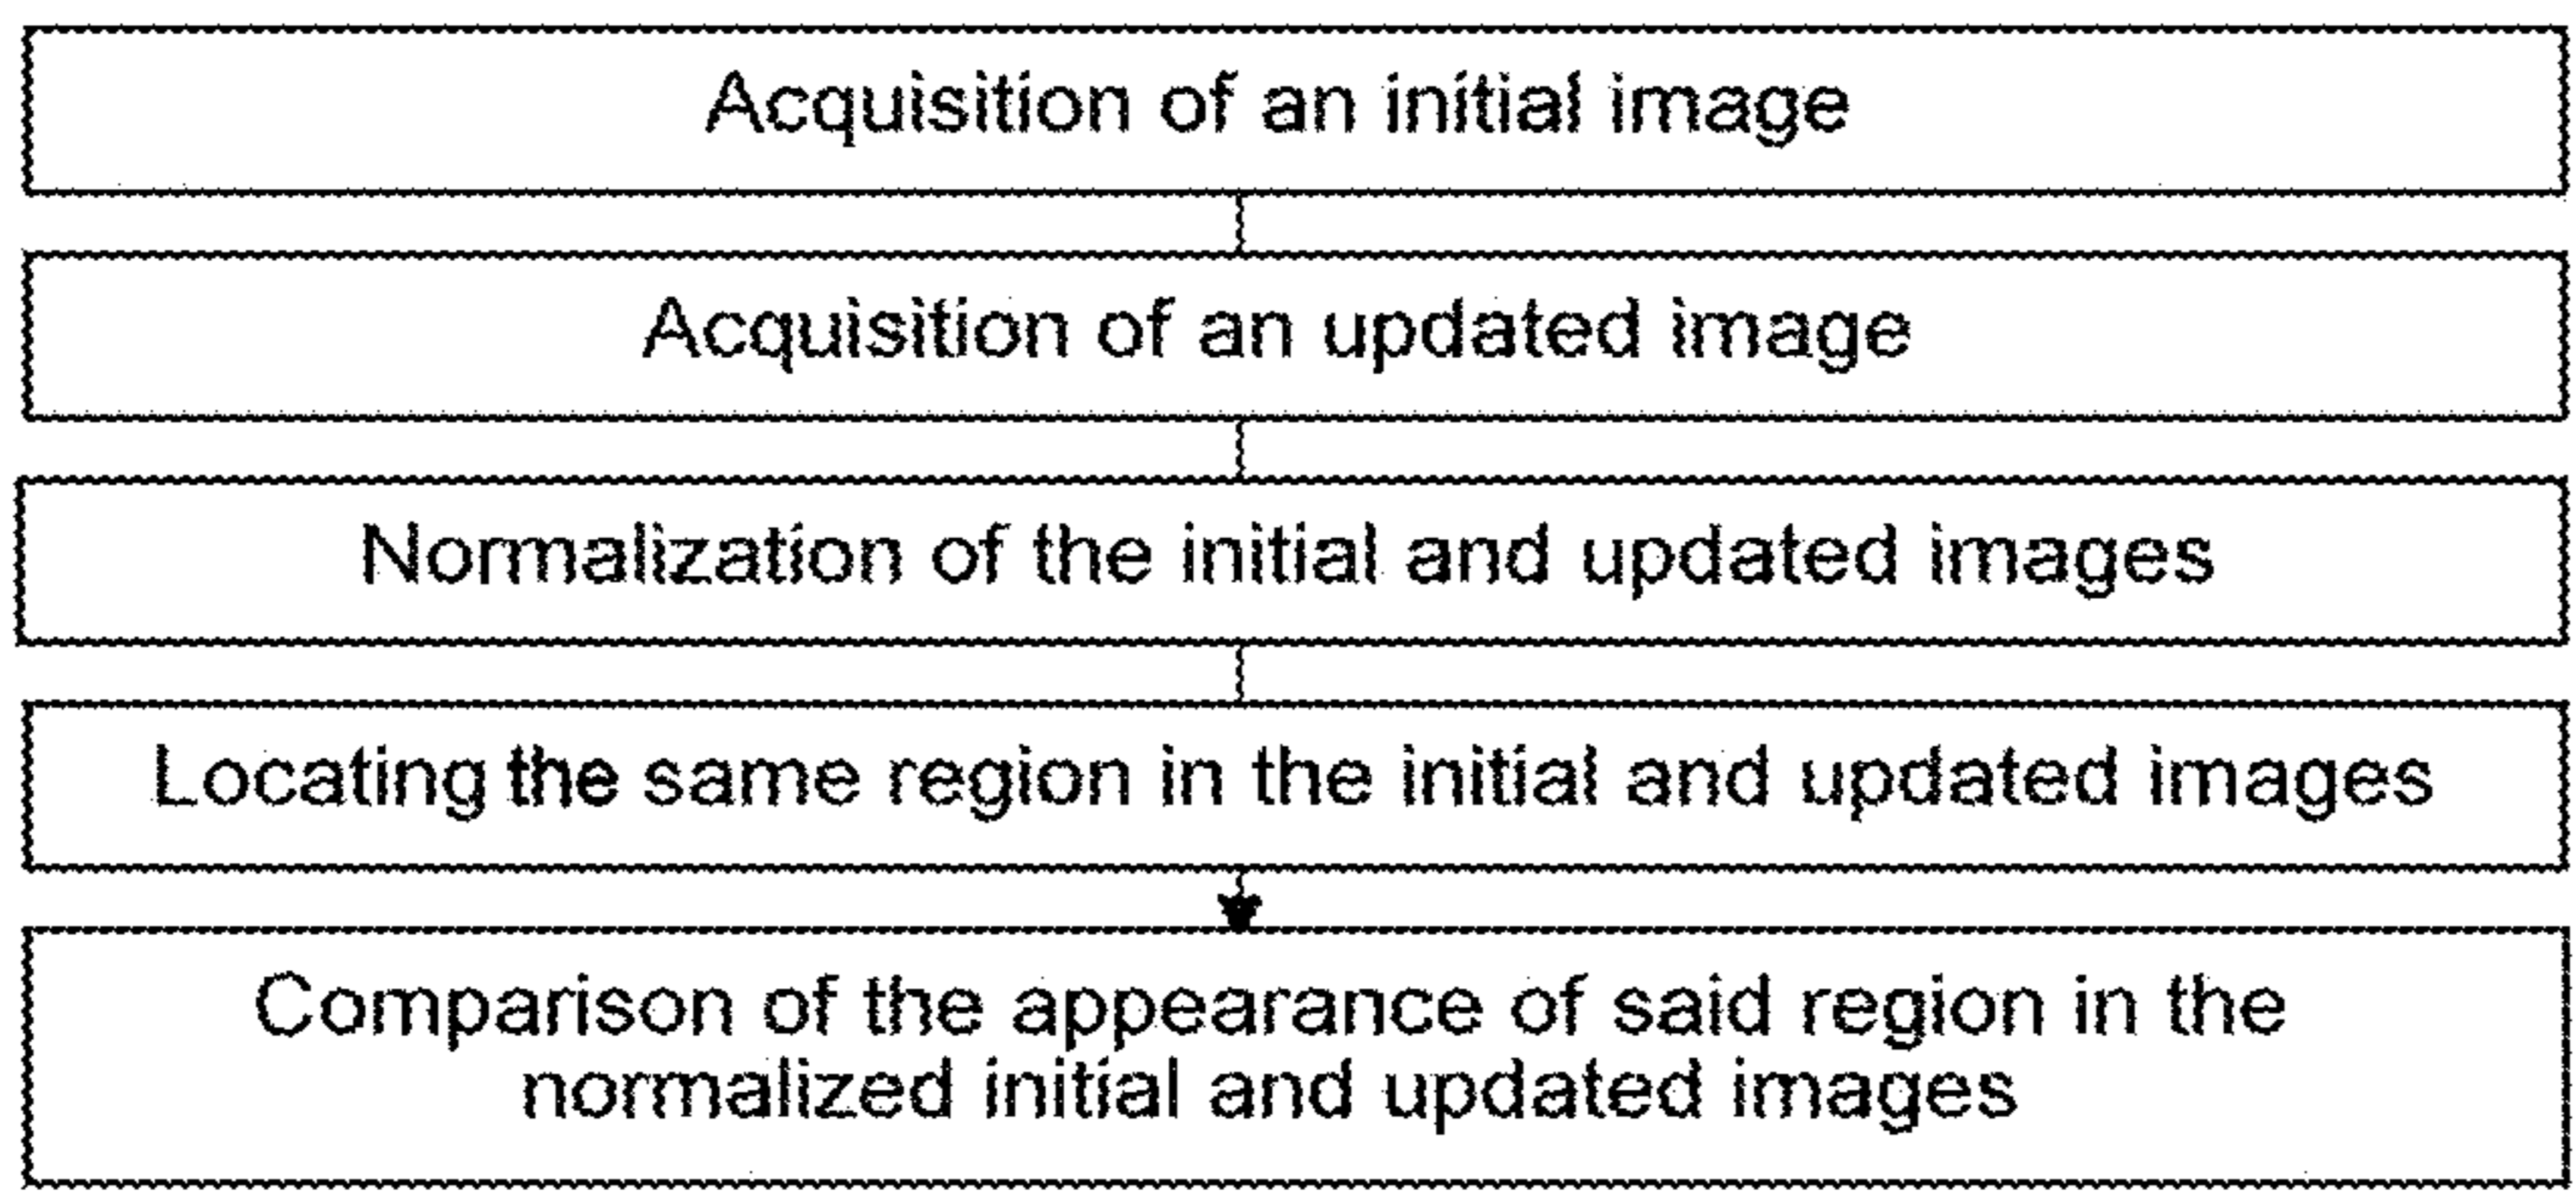 Acquisition of an initial image
Acquisition of an updated image
Normalization of the initial and updated images
Locating the same region in the initial and updated images
Comparison of the appearance of said region in the
normalized initial and updated images